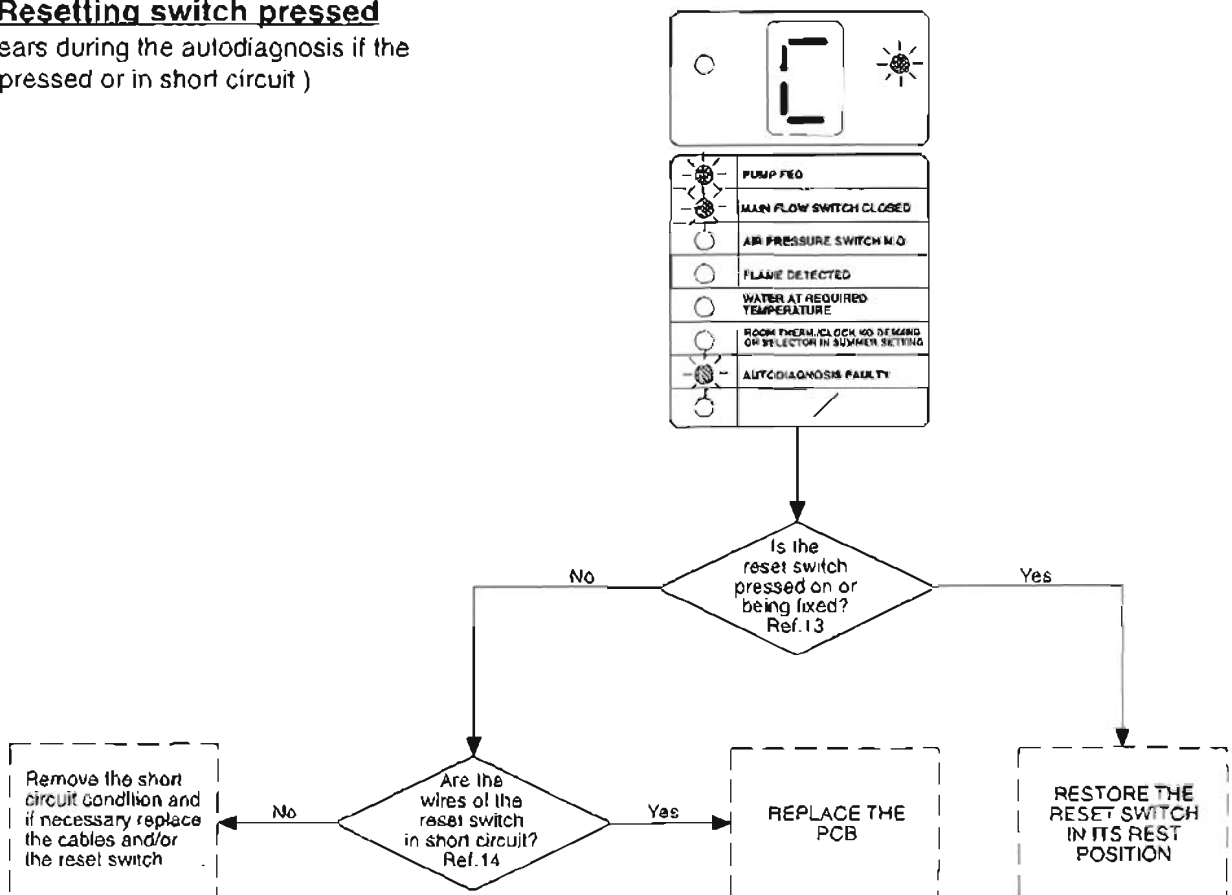 Resetting switch pressed
ears during the autodiagnosis if the
pressed or in short circuit )
C
PUMP FED
MAIN FLOW SWITCH CLOSED
AIR PRESSURE SWITCH N.O
FLAME DETECTED
WATER AT REQUIRED
TEMPERATURE
ROOM THERM./CLOCK NO DEMAND
OR SELECTOR IN SUMMER SETTING
AUTODIAGNOSIS FAULTY
Is the
reset switch
pressed on or
being fixed?
Ref.13
No
Yes
Are the
wires of the
reset switch
in short circuit?
Ref.14
No
Yes
Remove the short
circuit condition and
if necessary replace
the cables and/or
the reset switch
REPLACE THE
PCB
RESTORE THE
RESET SWITCH
IN ITS REST
POSITION